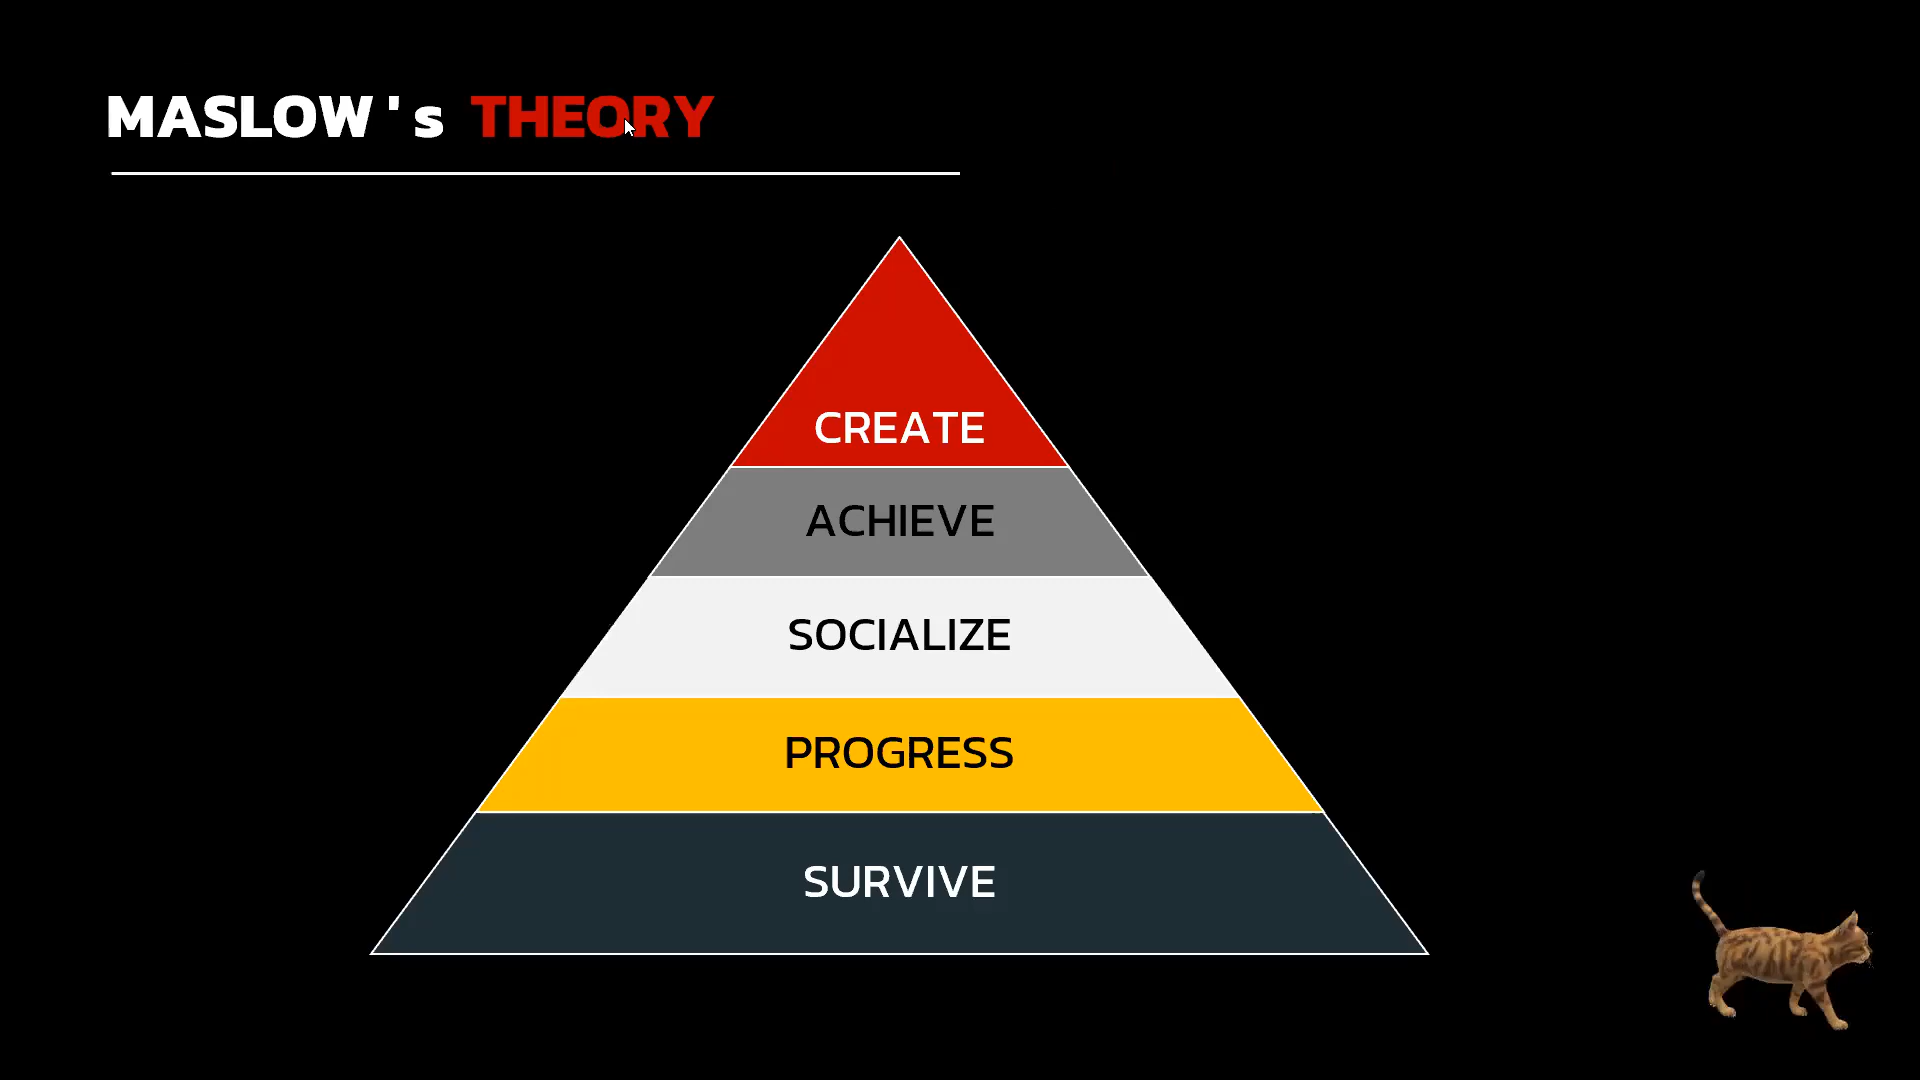 MASLOW's THEORY
CREATE
ACHIEVE
SOCIALIZE
PROGRESS
SURVIVE